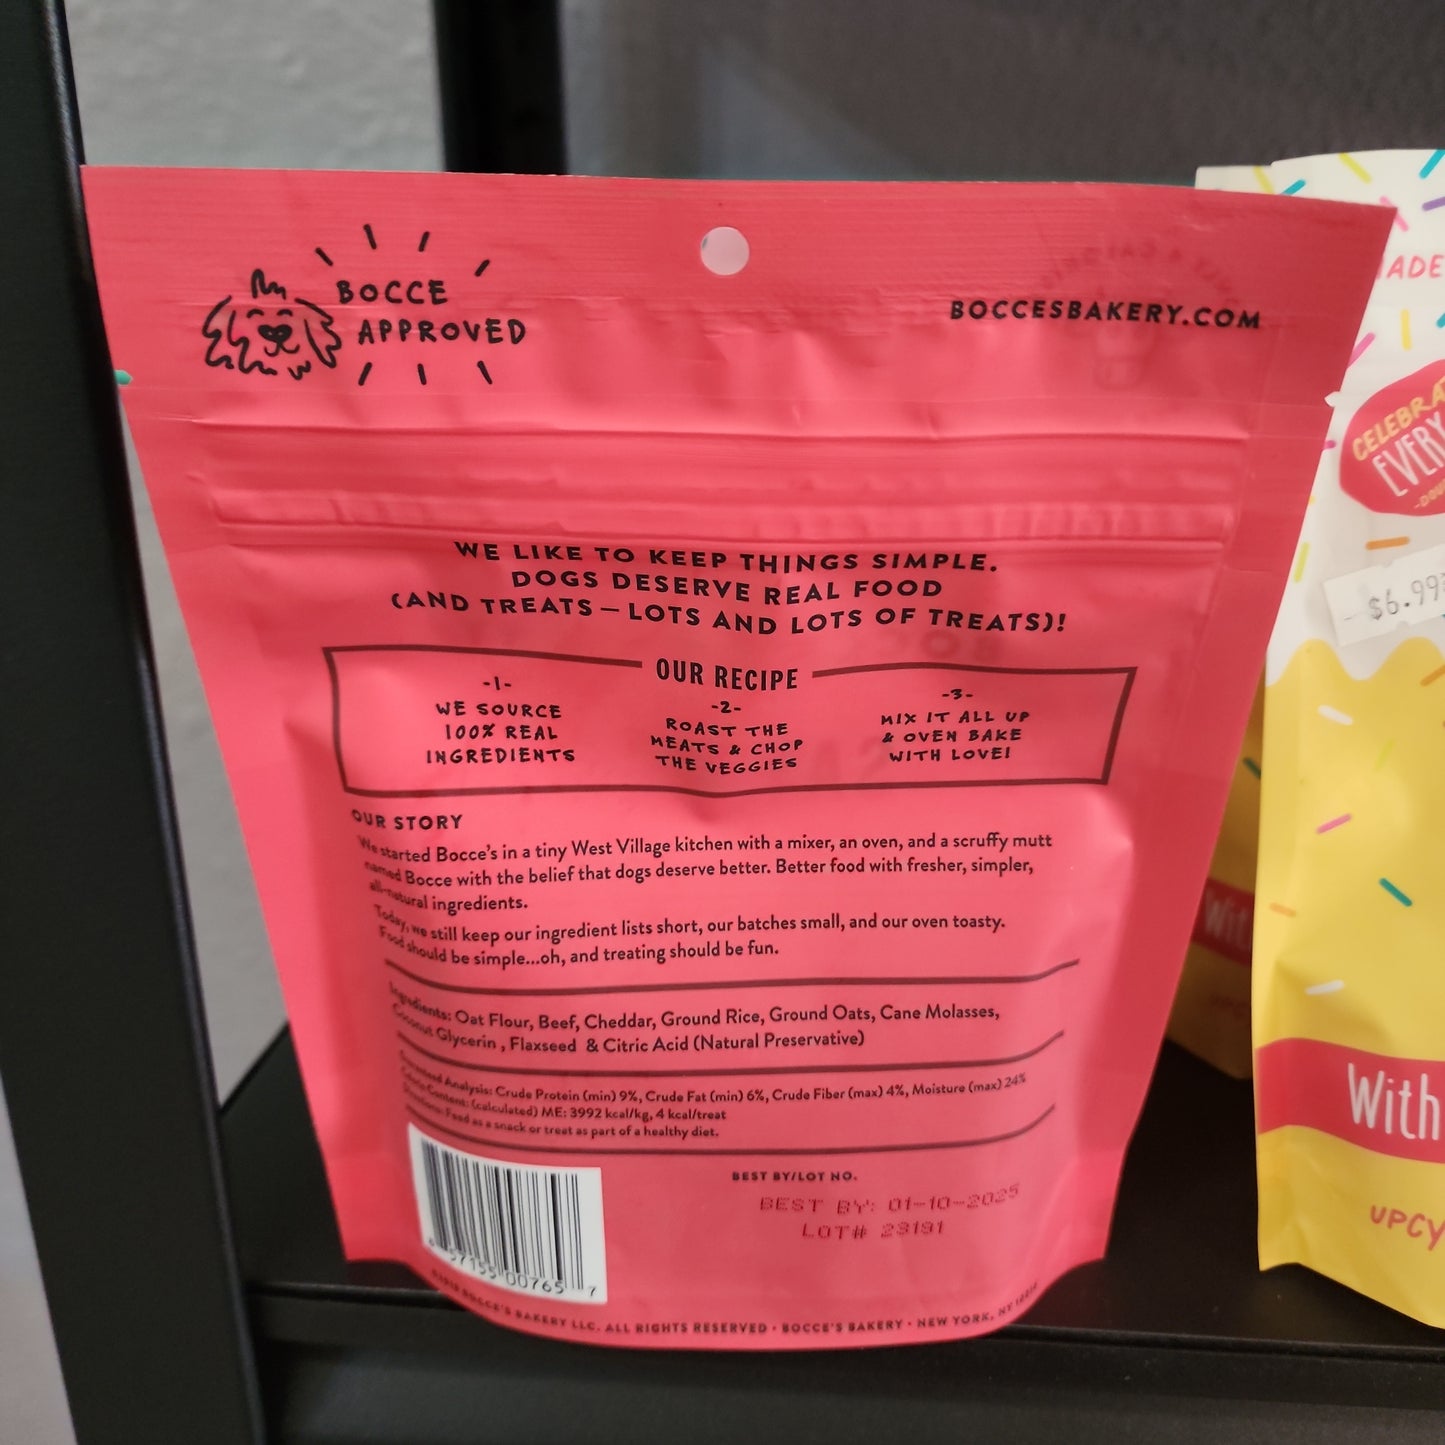 BOCCE
APPROVED
BOCCESBAKERY.COM
WE LIKE TO KEEP THINGS SIMPLE.
DOGS DESERVE REAL FOOD
(AND TREATS — LOTS AND LOTS OF TREATS)!
OUR RECIPE
-1-
WE SOURCE
100% REAL
INGREDIENTS
-2-
ROAST THE
MEATS & CHOP
THE VEGGIES
-3-
MIX IT ALL UP
& OVEN BAKE
WITH LOVE!
OUR STORY
We started Bocce's in a tiny West Village kitchen with a mixer, an oven, and a scruffy mutt
named Bocce with the belief that dogs deserve better. Better food with fresher, simpler,
all-natural ingredients.
Today, we still keep our ingredient lists short, our batches small, and our oven toasty.
Food should be simple...oh, and treating should be fun.
Ingredients: Oat Flour, Beef, Cheddar, Ground Rice, Ground Oats, Cane Molasses,
Coconut Glycerin , Flaxseed & Citric Acid (Natural Preservative)
Guaranteed Analysis: Crude Protein (min) 9%, Crude Fat (min) 6%, Crude Fiber (max) 4%, Moisture (max) 24%
Calorie Content: (calculated) ME: 3992 kcal/kg, 4 kcal/treat
Directions: Feed as a snack or treat as part of a healthy diet.
BEST BY/LOT NO.
BEST BY: 01-10-2025
LOT# 23191
57155 00765 7
BOCCE'S BAKERY LLC. ALL RIGHTS RESERVED • BOCCE'S BAKERY • NEW YORK, NY
EVERY
$6.99
With
With